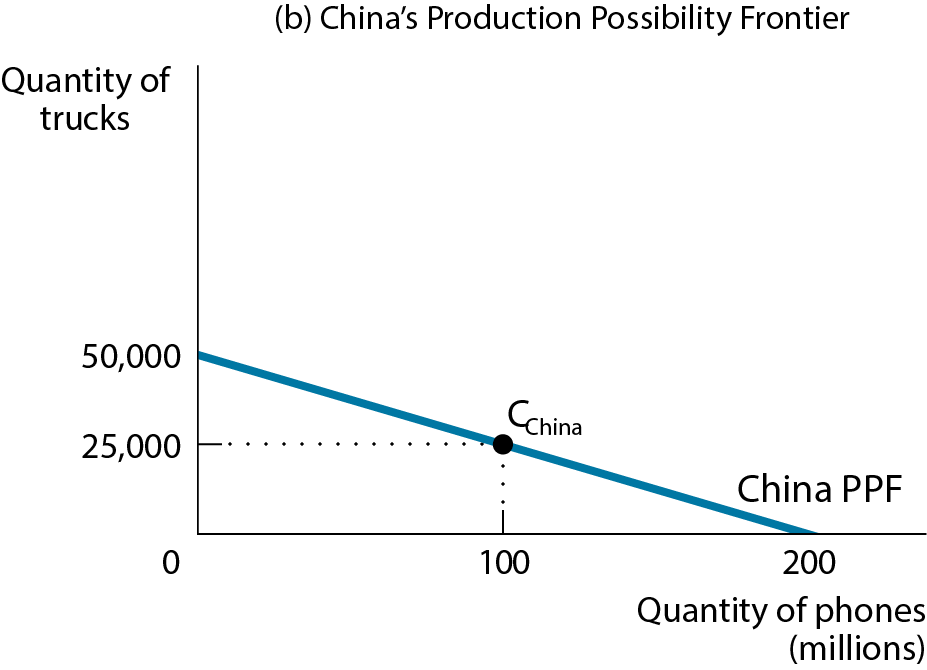 (b) China’s Production Possibility Frontier
Quantity of
trucks
50,000
C China
25,000
China PPF
0
100
200
Quantity of phones
(millions)